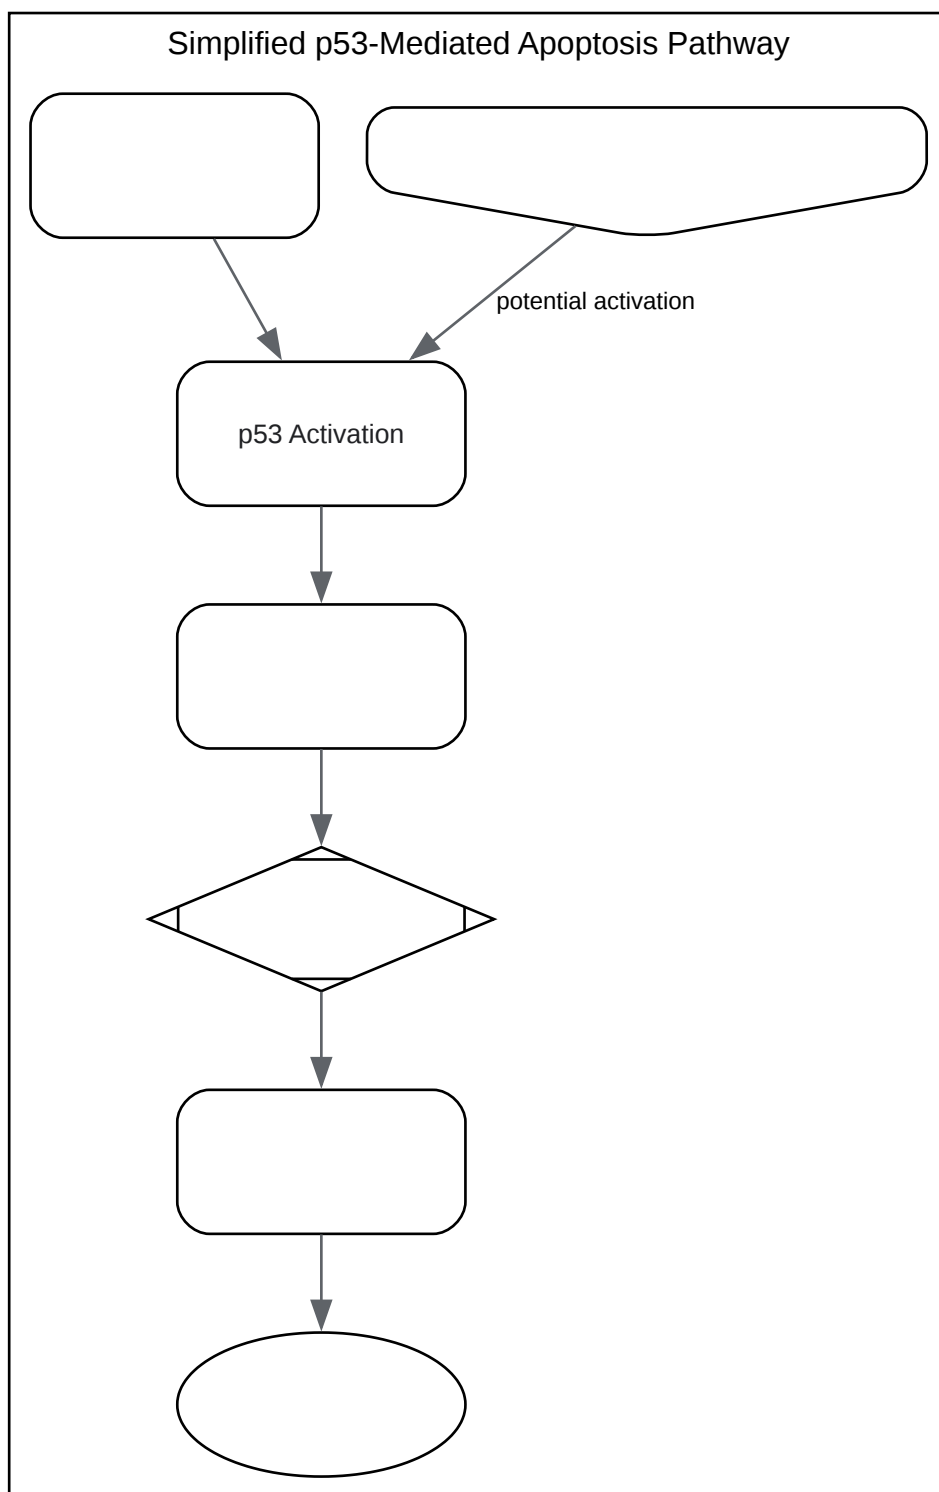 Simplified p53-Mediated Apoptosis Pathway
potential activation
p53 Activation